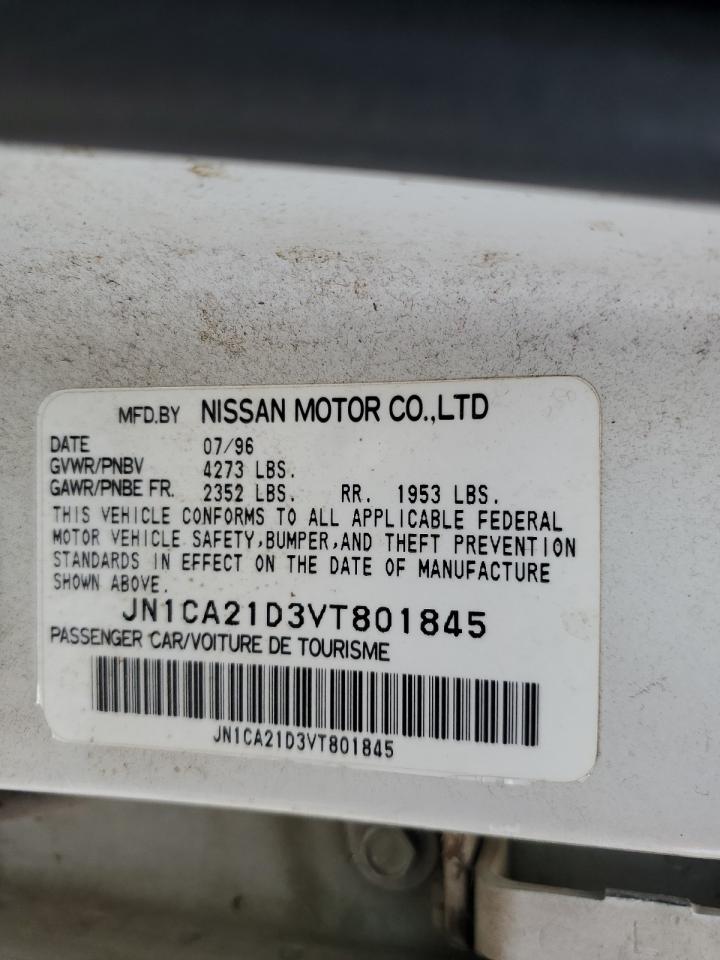 MFD.BY NISSAN MOTOR CO.,LTD
DATE 07/96
GVWR/PNBV 4273 LBS.
GAWR/PNBE FR. 2352 LBS. RR. 1953 LBS.
THIS VEHICLE CONFORMS TO ALL APPLICABLE FEDERAL
MOTOR VEHICLE SAFETY,BUMPER,AND THEFT PREVENTION
STANDARDS IN EFFECT ON THE DATE OF MANUFACTURE
SHOWN ABOVE.
JN1CA21D3VT801845
PASSENGER CAR/VOITURE DE TOURISME
JN1CA21D3VT801845